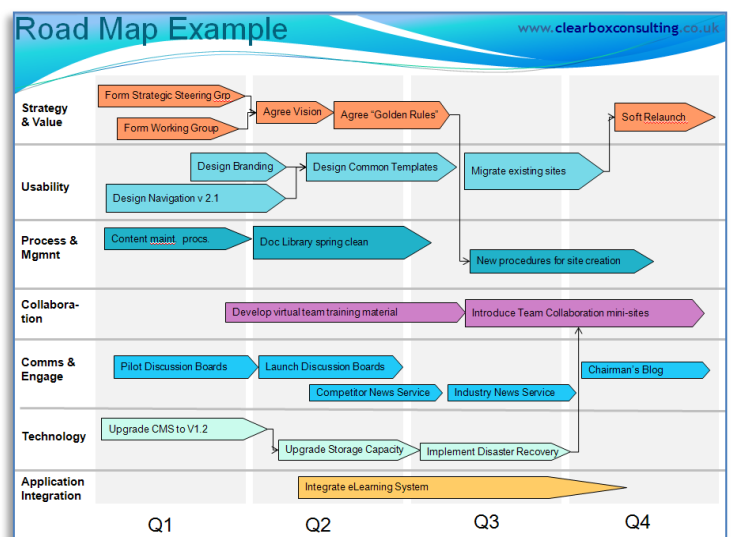 Road Map Example
www.clearboxconsulting.co.uk
Strategy
& Value
Form Strategic Steering Grp
Form Working Group
Agree Vision
Agree "Golden Rules"
Soft Relaunch
Usability
Design Branding
Design Common Templates
Migrate existing sites
Design Navigation v 2.1
Process &
Mgmnt
Content maint. procs.
Doc Library spring clean
New procedures for site creation
Collabora-
tion
Develop virtual team training material
Introduce Team Collaboration mini-sites
Comms &
Engage
Pilot Discussion Boards
Launch Discussion Boards
Chairman's Blog
Competitor News Service
Industry News Service
Technology
Upgrade CMS to V1.2
Upgrade Storage Capacity
Implement Disaster Recovery
Application
Integration
Integrate eLearning System
Q1
Q2
Q3
Q4